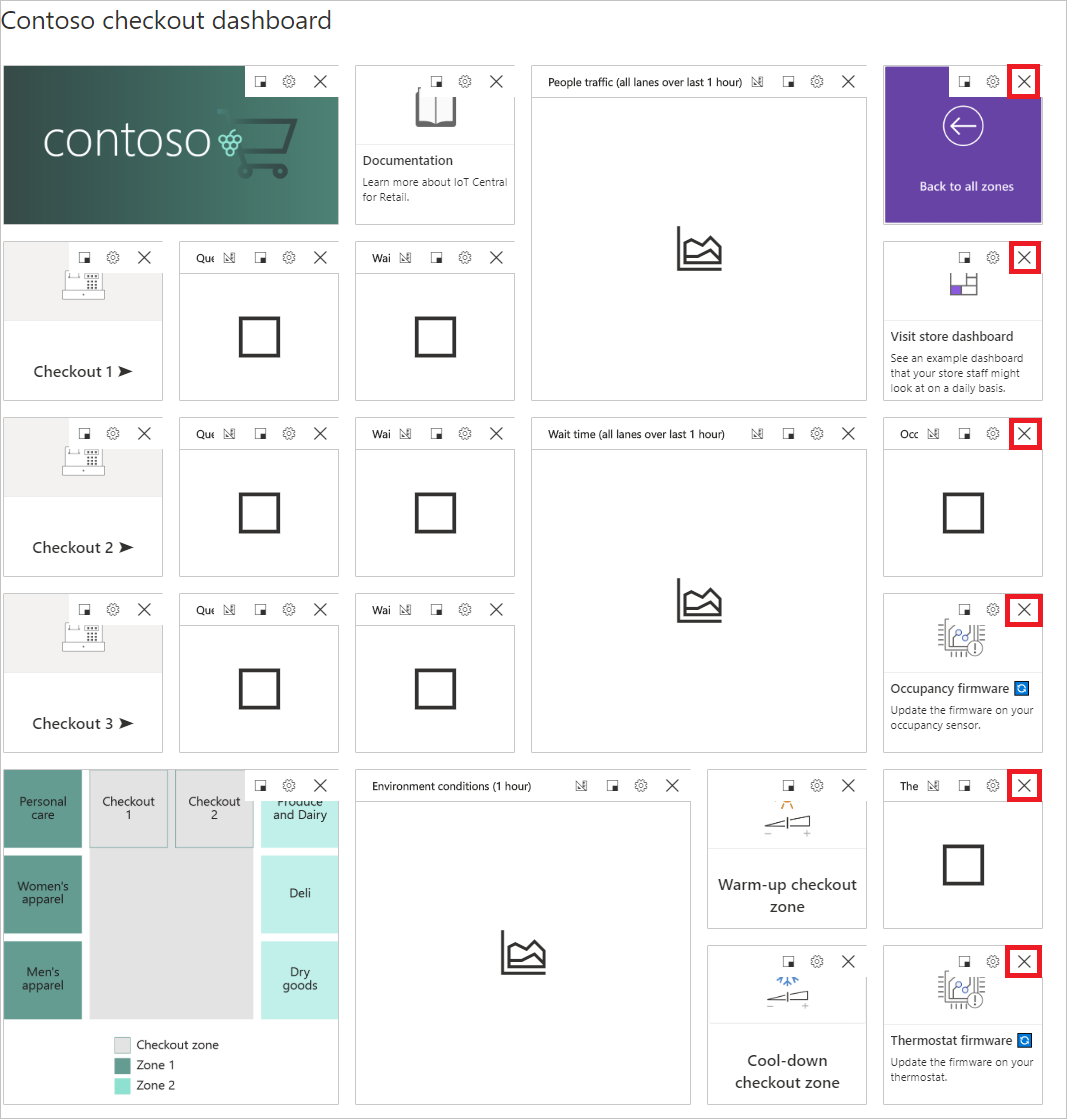 Contoso checkout dashboard
contoso
Documentation
Learn more about IoT Central
for Retail.
People traffic (all lanes over last 1 hour)
Back to all zones
Checkout 1 ➤
Que
Wai
Visit store dashboard
See an example dashboard
that your store staff might
look at on a daily basis.
Checkout 2 ➤
Que
Wai
Wait time (all lanes over last 1 hour)
Occ
Checkout 3 ➤
Que
Wai
Occupancy firmware 🔄
Update the firmware on your
occupancy sensor.
Personal
care
Checkout
1
Checkout
2
Produce
and Dairy
Women's
apparel
Deli
Men's
apparel
Dry
goods
Checkout zone
Zone 1
Zone 2
Environment conditions (1 hour)
Warm-up checkout
zone
The
Cool-down
checkout zone
Thermostat firmware 🔄
Update the firmware on your
thermostat.